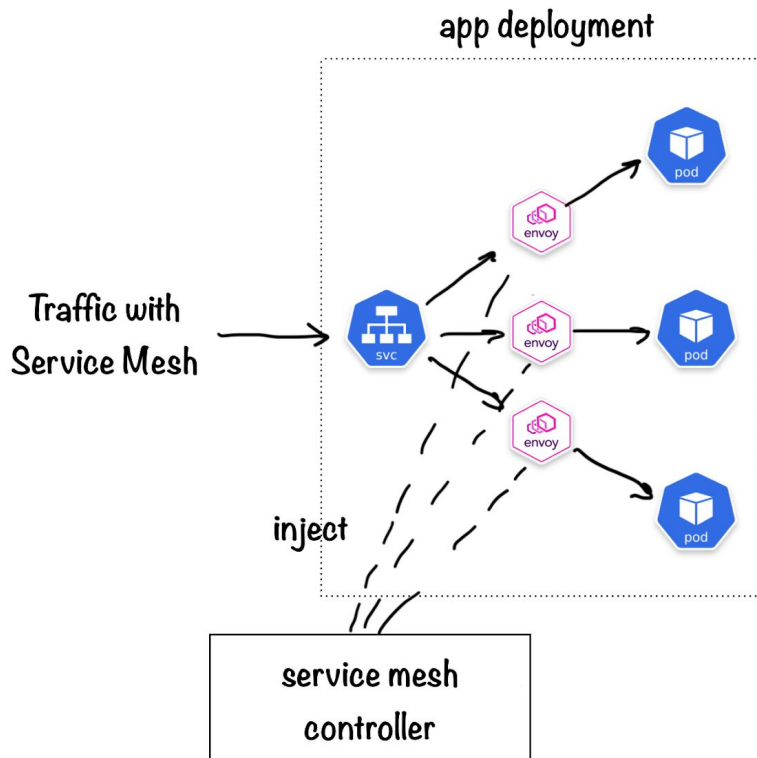 app deployment
pod
envoy
Traffic with
Service Mesh
svc
envoy
pod
envoy
inject
pod
service mesh
controller